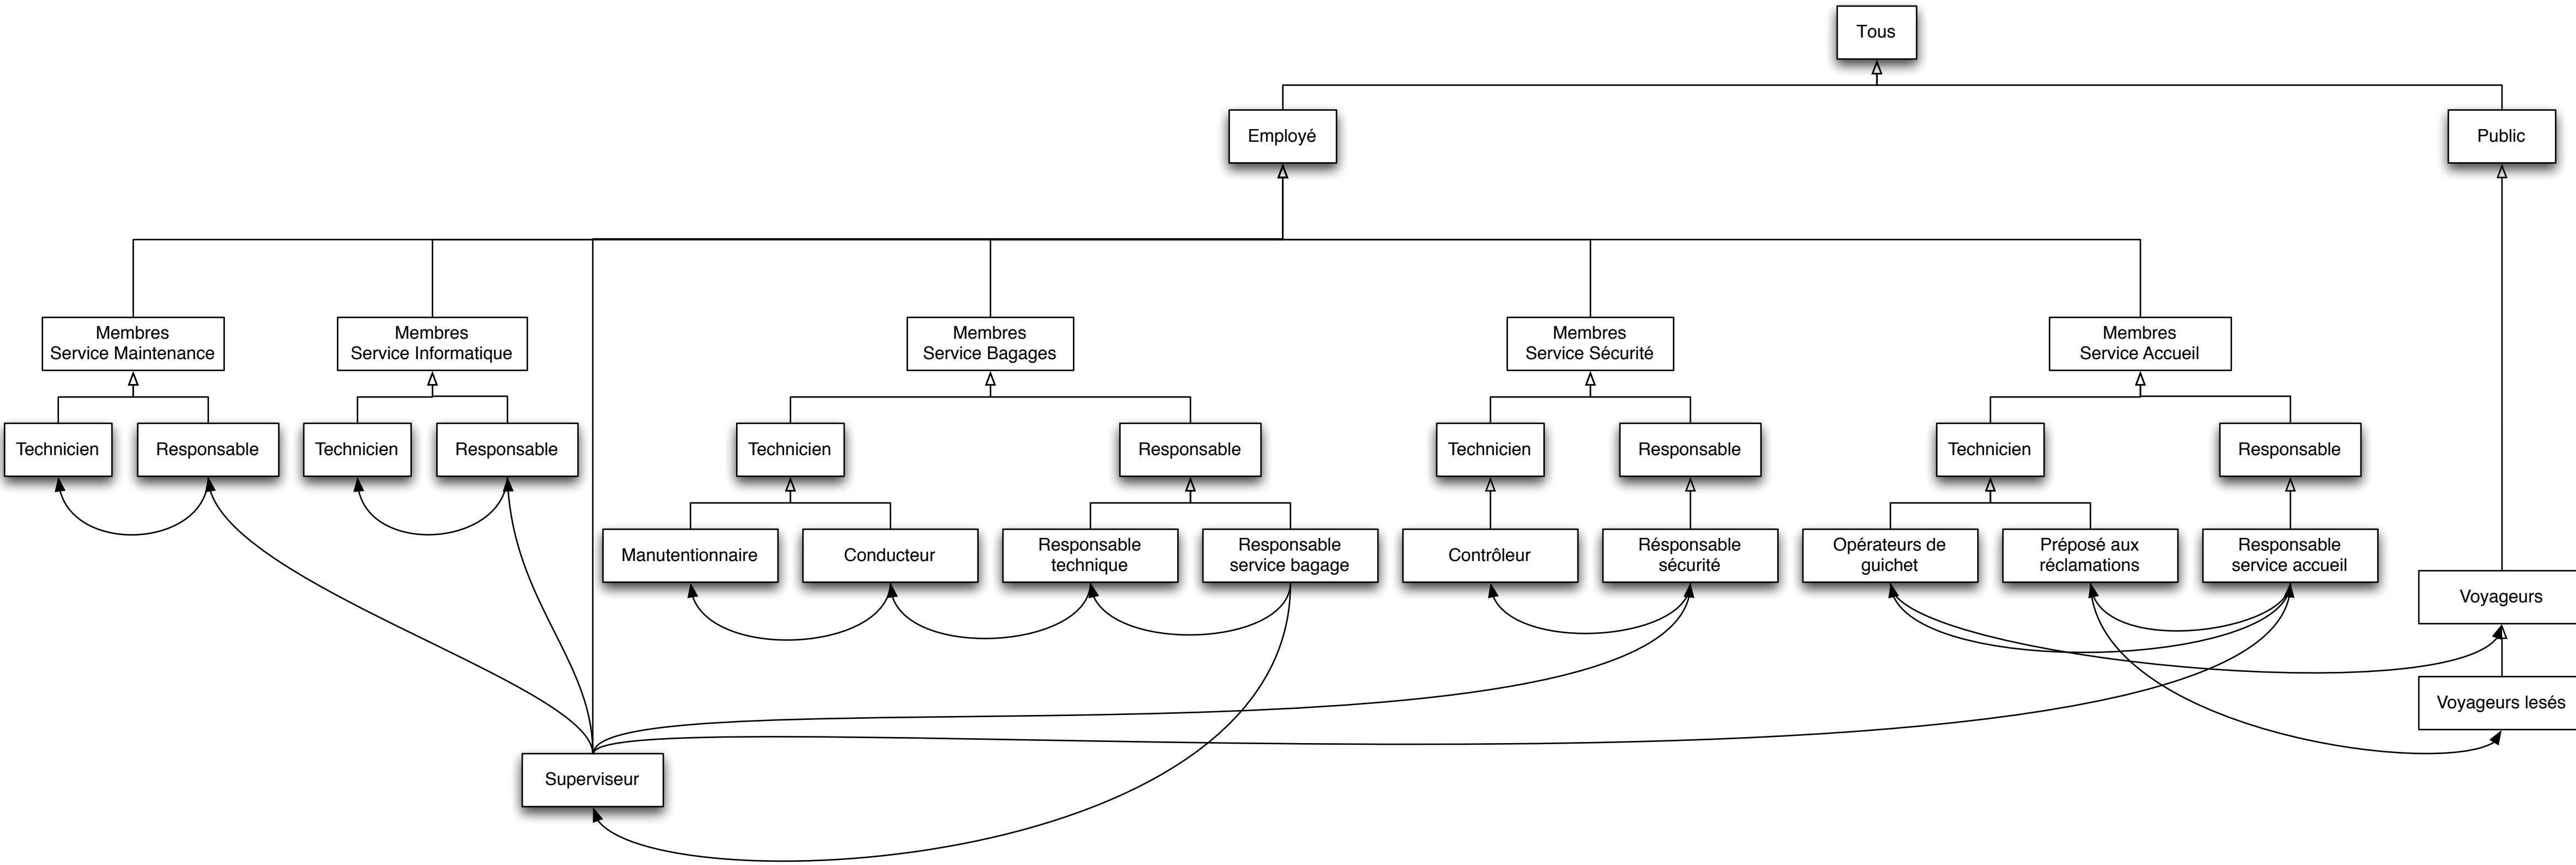 Tous
Employé
Public
Membres
Service Maintenance
Membres
Service Informatique
Membres
Service Bagages
Membres
Service Sécurité
Membres
Service Accueil
Technicien
Responsable
Technicien
Responsable
Technicien
Responsable
Technicien
Responsable
Technicien
Responsable
Manutentionnaire
Conducteur
Responsable
technique
Responsable
service bagage
Contrôleur
Résponsable
sécurité
Opérateurs de
guichet
Préposé aux
réclamations
Responsable
service accueil
Voyageurs
Voyageurs lesés
Superviseur